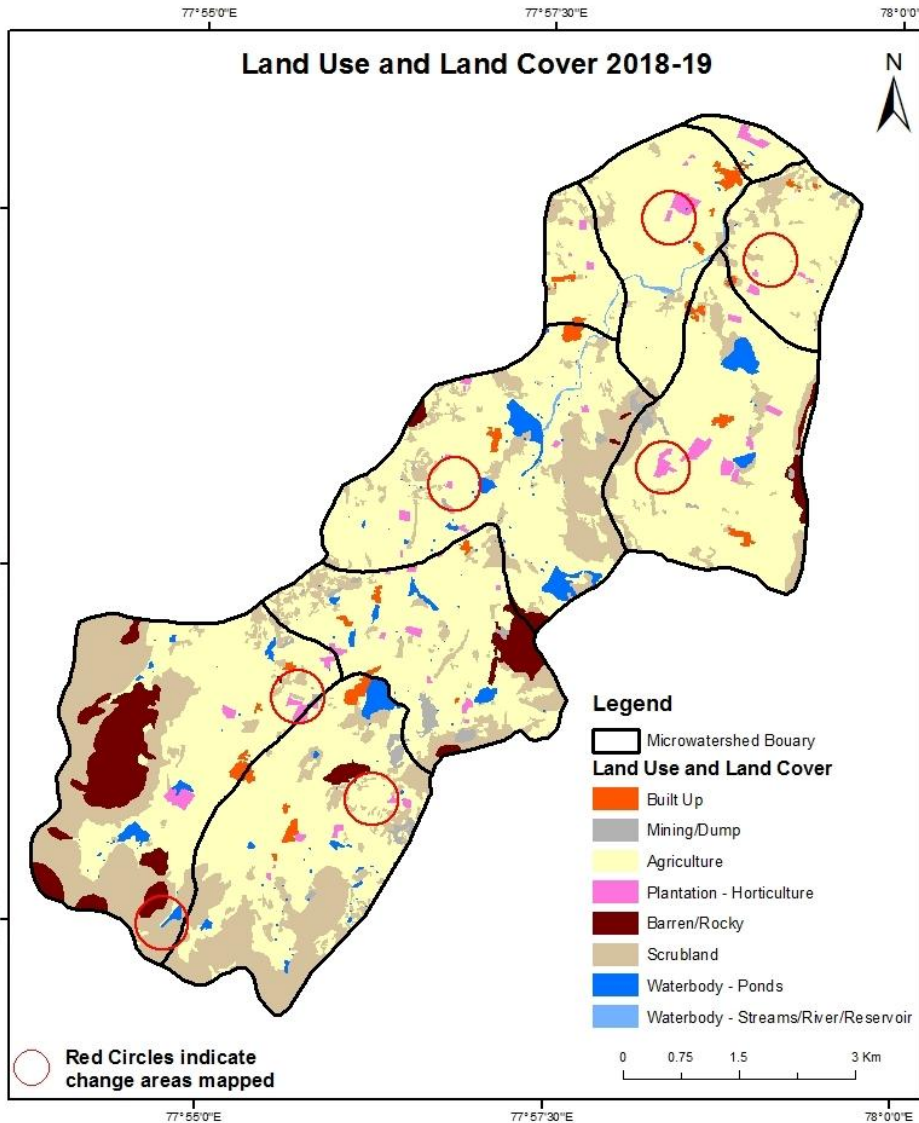 77°55'0"E
77°57'30"E
78°0'0"
Land Use and Land Cover 2018-19
N
Legend
Microwatershed Bouary
Land Use and Land Cover
Built Up
Mining/Dump
Agriculture
Plantation - Horticulture
Barren/Rocky
Scrubland
Waterbody - Ponds
Waterbody - Streams/River/Reservoir
0 0.75 1.5 3 Km
Red Circles indicate
change areas mapped
77°55'0"E
77°57'30"E
78°0'0"E